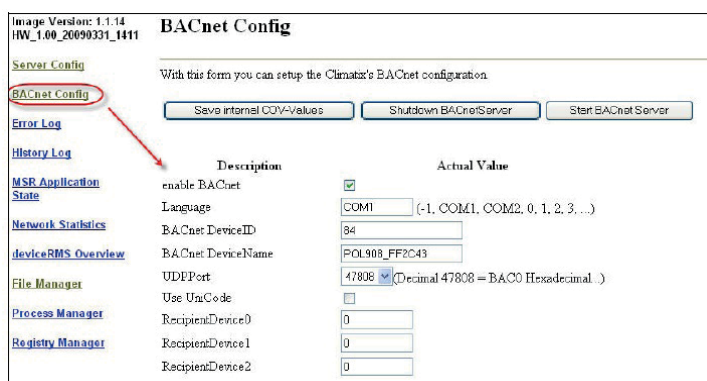 Image Version: 1.1.14
HW_1.00_20090331_1411
Server Config
BACnet Config
Error Log
History Log
MSR Application
State
Network Statistics
deviceRMS Overview
File Manager
Process Manager
Registry Manager
BACnet Config
With this form you can setup the Climatix's BACnet configuration.
Save internal COV-Values Shutdown BACnetServer Start BACnet Server
Description Actual Value
enable BACnet
Language COM1 (-1, COM1, COM2, 0, 1, 2, 3, ...)
BACnet DeviceID 84
BACnet DeviceName POL908_FF2C43
UDPPort 47808 (Decimal 47808 = BAC0 Hexadecimal...)
Use UniCode
RecipientDevice0 0
RecipientDevice1 0
RecipientDevice2 0